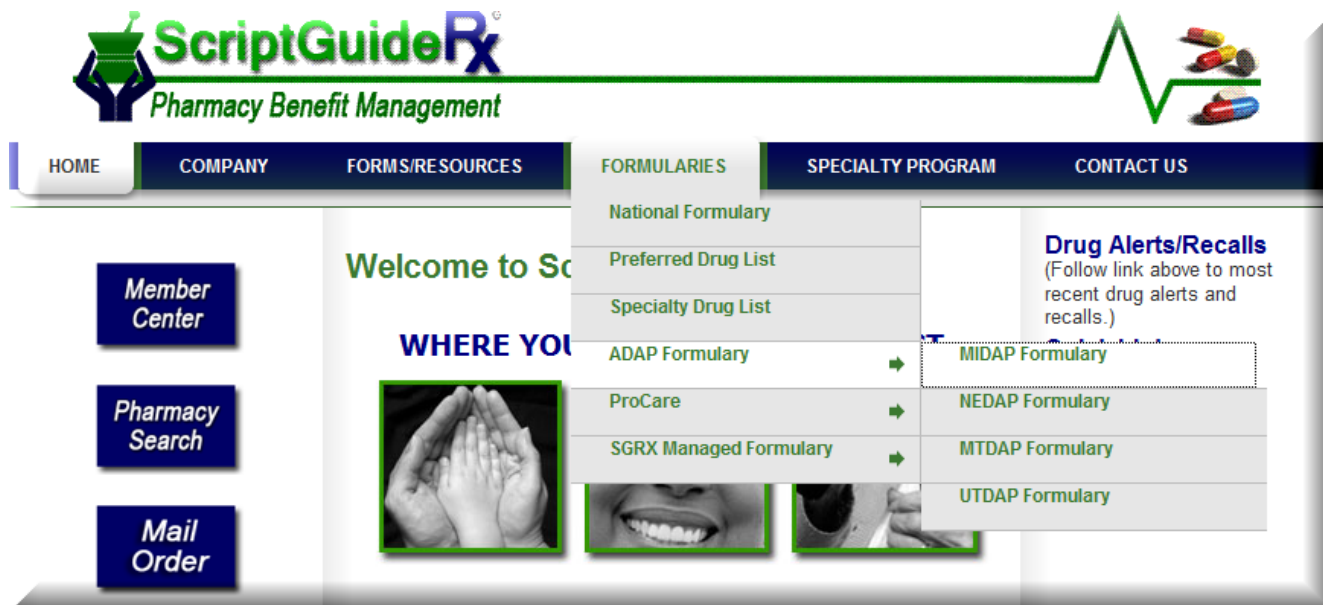 ScriptGuideRx
Pharmacy Benefit Management
HOME COMPANY FORMS/RESOURCES FORMULARIES SPECIALTY PROGRAM CONTACT US
National Formulary
Preferred Drug List
Specialty Drug List
ADAP Formulary
ProCare
SGRX Managed Formulary
MIDAP Formulary
NEDAP Formulary
MTDAP Formulary
UTDAP Formulary
Member
Center
Pharmacy
Search
Mail
Order
Welcome to Sc
WHERE YOU
Drug Alerts/Recalls
(Follow link above to most
recent drug alerts and
recalls.)